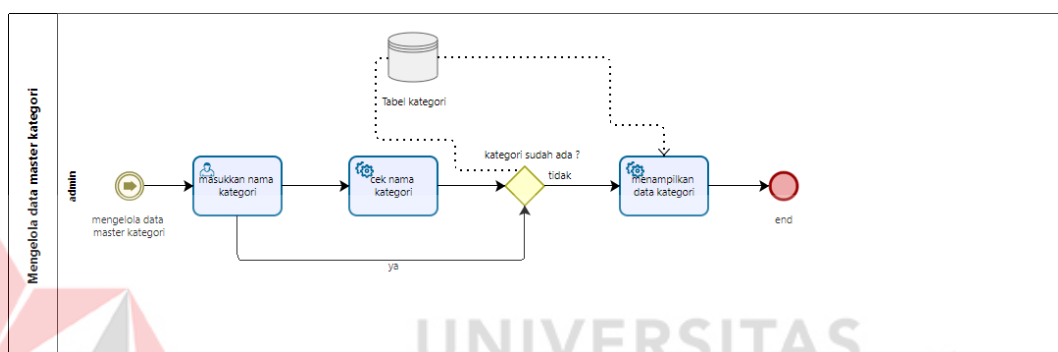 Mengelola data master kategori
admin
Tabel kategori
kategori sudah ada ?
masukkan nama
kategori
cek nama
kategori
tidak
menampilkan
data kategori
mengelola data
master kategori
end
ya
UNIVERSITAS